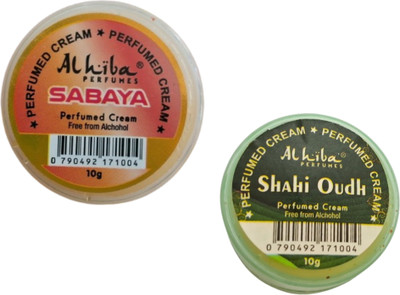 ★ PERFUMED CREAM ★ PERFUMED CREAM ★
Alhiba®
PERFUMES
SABAYA
Perfumed Cream
Free from Alchohol
0 790492 171004
10g
PERFUMED CREAM ★ PERFUMED CREAM ★
Alhiba®
PERFUMES
Shahi Oudh
Perfumed Cream
Free from Alchohol
0 790492 171004
10g